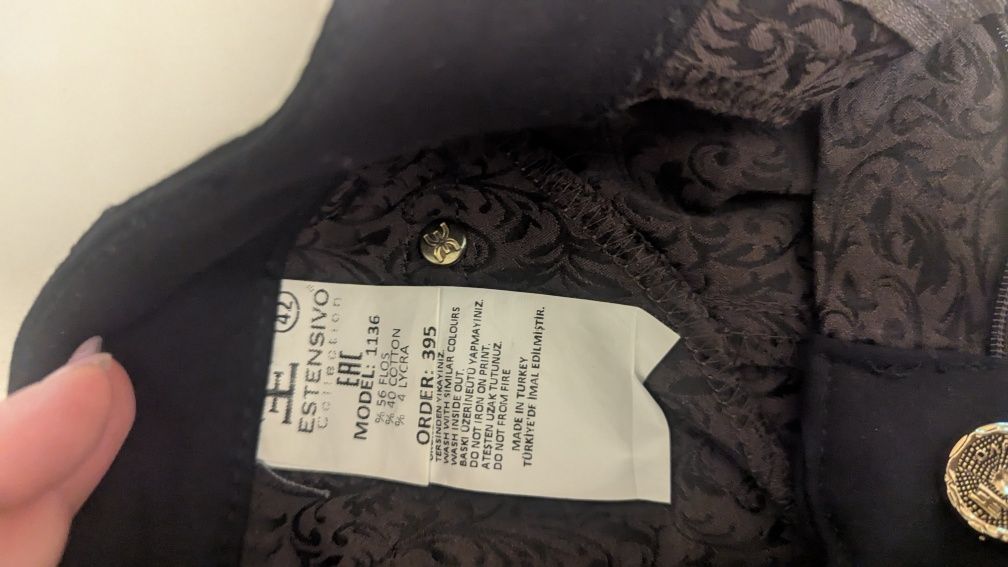 42
ESTENSIVO
Collection
EAC
MODEL: 1136
% 56 FLOS
% 40 COTTON
% 4 LYCRA
ORDER: 395
TERSİNDEN YIKAYINIZ.
WASH WITH SIMILAR COLOURS
WASH INSIDE OUT.
BASKI ÜZERİNEÜTÜ YAPMAYINIZ.
DO NOT IRON ON PRINT.
ATEŞTEN UZAK TUTUNUZ.
DO NOT FROM FIRE
MADE IN TURKEY
TÜRKİYE'DE İMAL EDİLMİŞTİR.